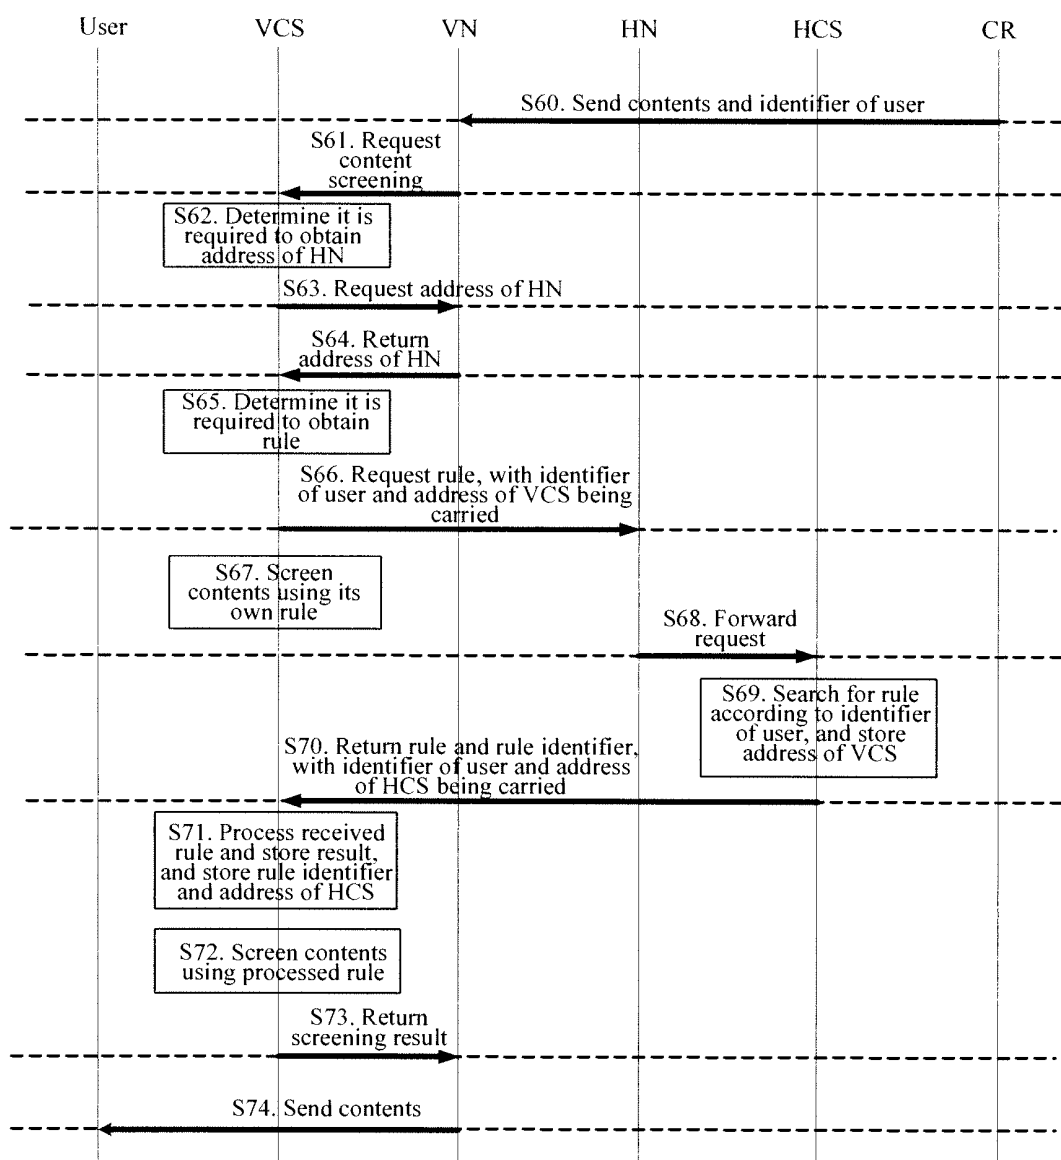 User VCS VN HN HCS CR
S60. Send contents and identifier of user
S61. Request
content
screening
S62. Determine it is
required to obtain
address of HN
S63. Request address of HN
S64. Return
address of HN
S65. Determine it is
required to obtain
rule
S66. Request rule, with identifier
of user and address of VCS being
carried
S67. Screen
contents using its
own rule
S68. Forward
request
S69. Search for rule
according to identifier
of user, and store
address of VCS
S70. Return rule and rule identifier,
with identifier of user and address
of HCS being carried
S71. Process received
rule and store result,
and store rule identifier
and address of HCS
S72. Screen contents
using processed rule
S73. Return
screening result
S74. Send contents